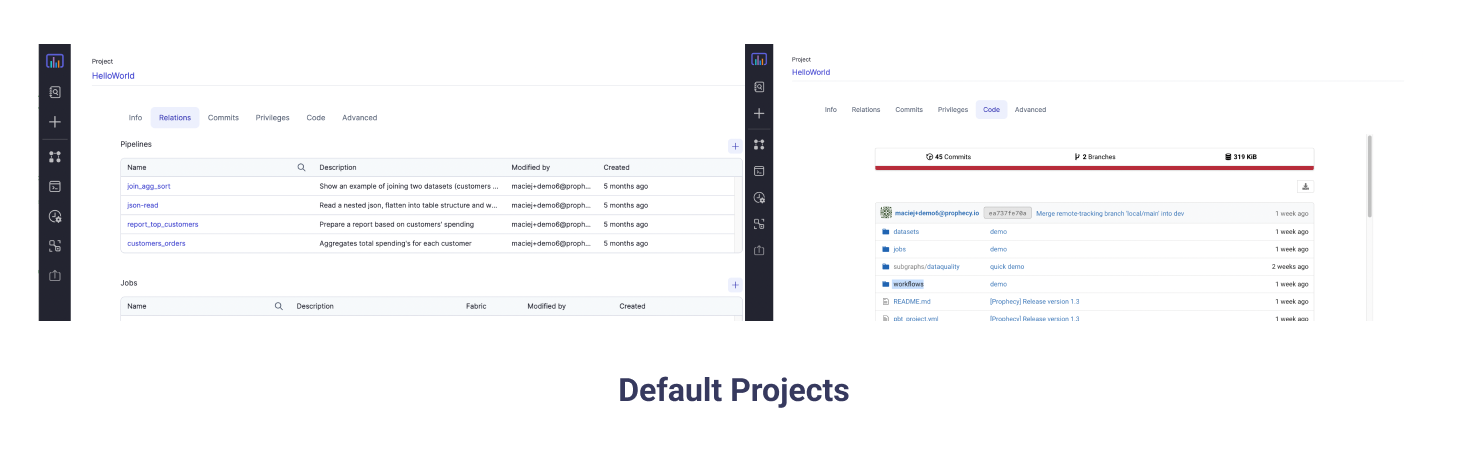 Project
HelloWorld
Info Relations Commits Privileges Code Advanced
Pipelines
Name Description Modified by Created
join_agg_sort Show an example of joining two datasets (customers ... maciej+demo6@proph... 5 months ago
json-read Read a nested json, flatten into table structure and w... maciej+demo6@proph... 5 months ago
report_top_customers Prepare a report based on customers' spending maciej+demo6@proph... 5 months ago
customers_orders Aggregates total spending's for each customer maciej+demo6@proph... 5 months ago
Jobs
Name Description Fabric Modified by Created
Project
HelloWorld
Info Relations Commits Privileges Code Advanced
45 Commits 2 Branches 319 KiB
maciej+demo6@prophecy.io ea737fe70a Merge remote-tracking branch 'local/main' into dev 1 week ago
datasets demo 1 week ago
jobs demo 1 week ago
subgraphs/dataquality quick demo 2 weeks ago
workflows demo 1 week ago
README.md [Prophecy] Release version 1.3 1 week ago
pbt_project.yml [Prophecy] Release version 1.3 1 week ago
Default Projects